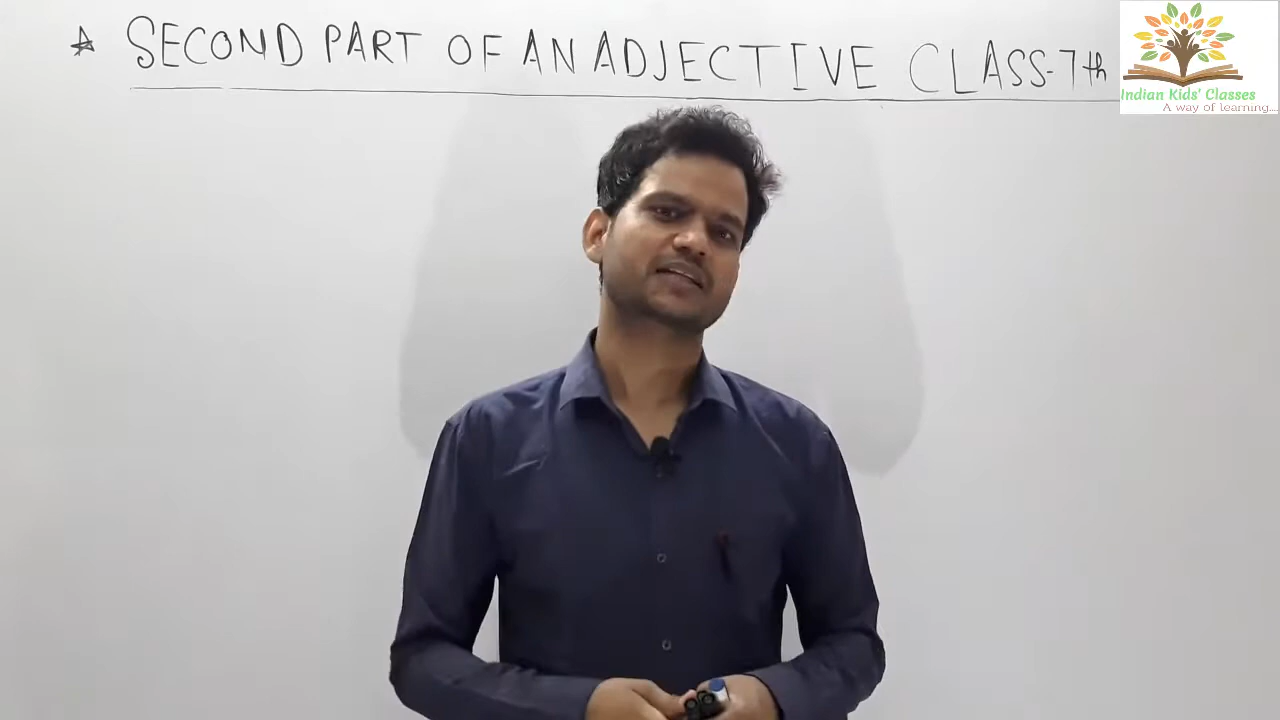 SECOND PART OF AN ADJECTIVE CLASS-7th
Indian Kids' Classes
A way of learning....